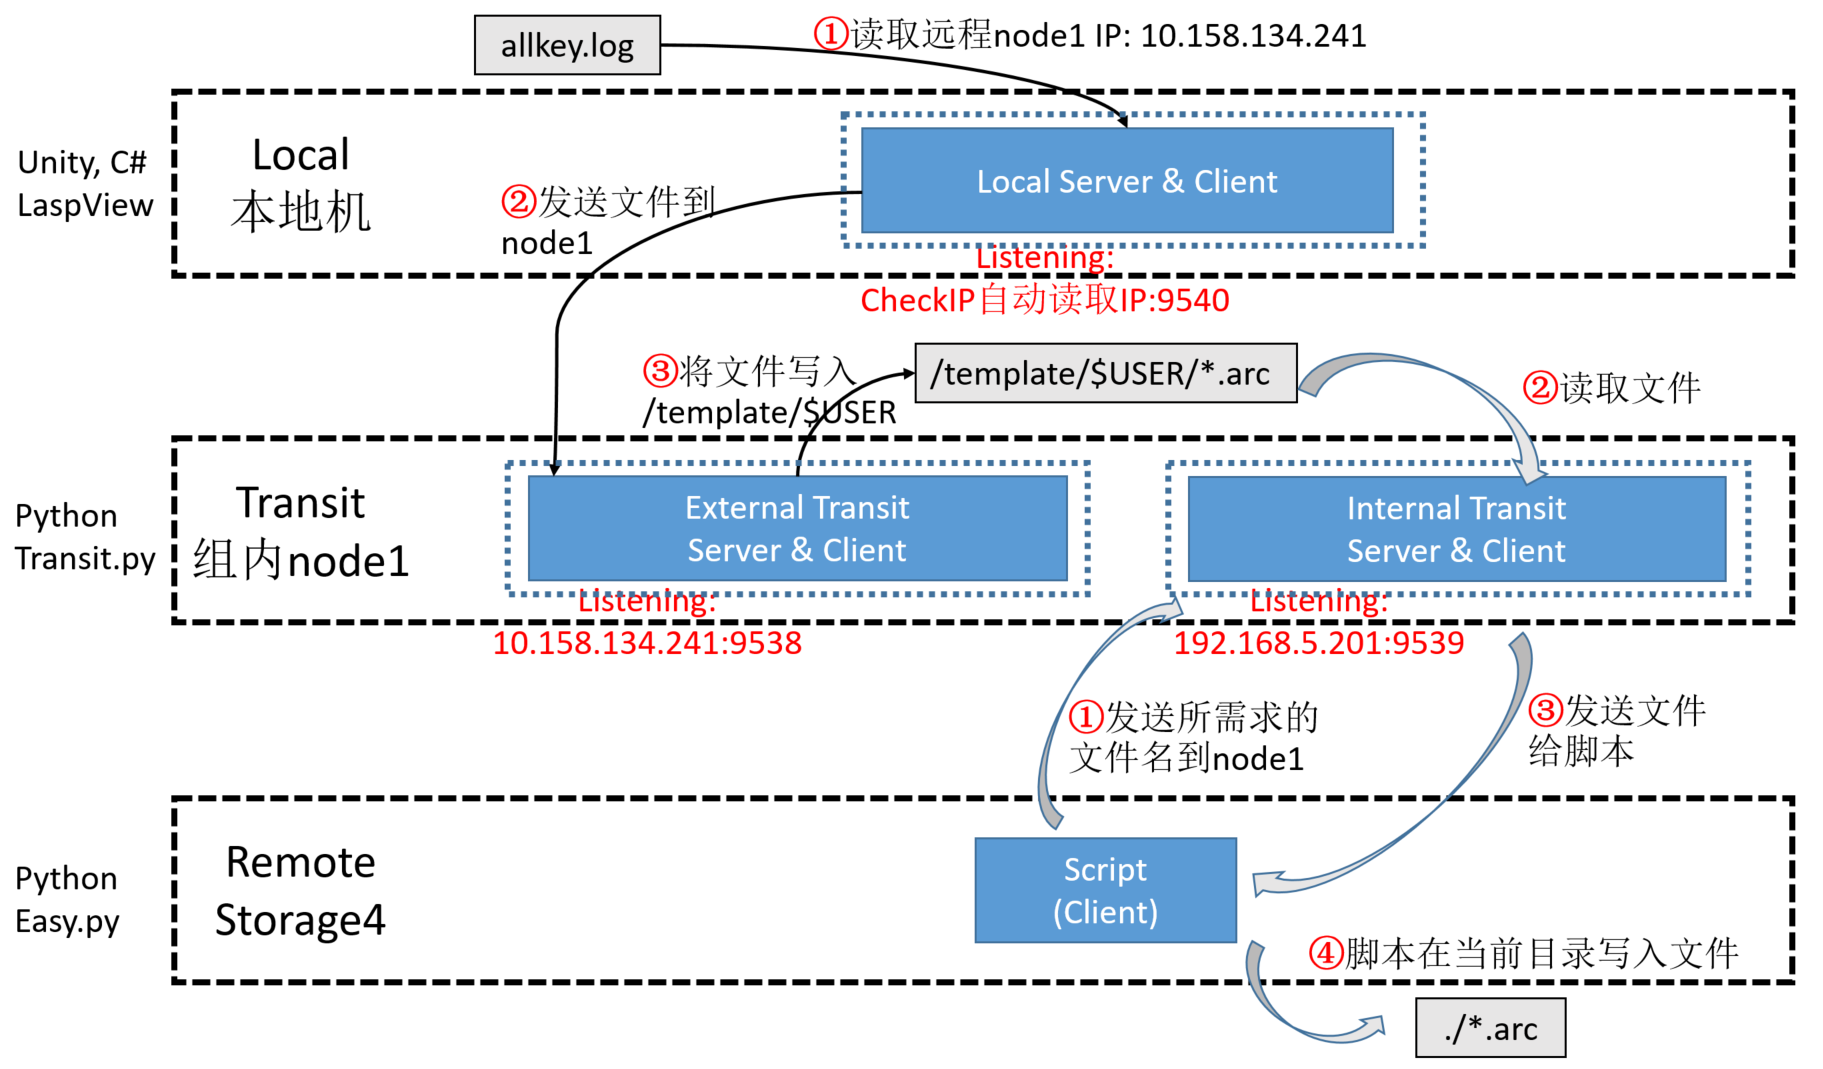 allkey.log
①读取远程node1 IP: 10.158.134.241
Unity, C#
LaspView
Local
本地机
Local Server & Client
②发送文件到
node1
Listening:
CheckIP自动读取IP:9540
③将文件写入
/template/$USER
/template/$USER/*.arc
②读取文件
Python
Transit.py
Transit
组内node1
External Transit
Server & Client
Internal Transit
Server & Client
Listening:
10.158.134.241:9538
Listening:
192.168.5.201:9539
①发送所需求的
文件名到node1
③发送文件
给脚本
Python
Easy.py
Remote
Storage4
Script
(Client)
④脚本在当前目录写入文件
./*.arc